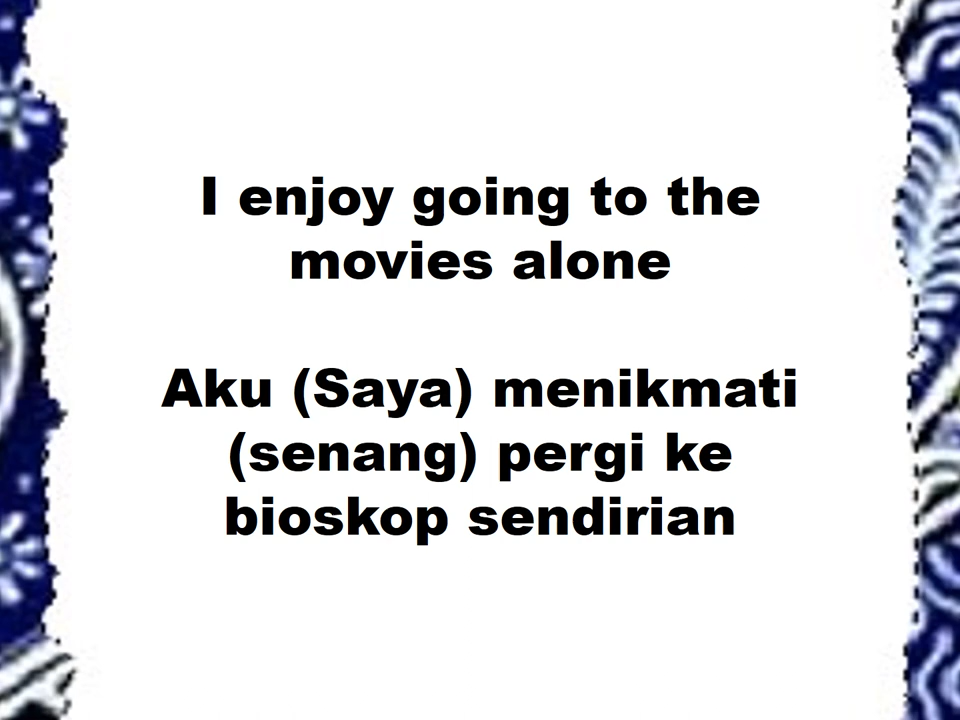 I enjoy going to the
movies alone
Aku (Saya) menikmati
(senang) pergi ke
bioskop sendirian